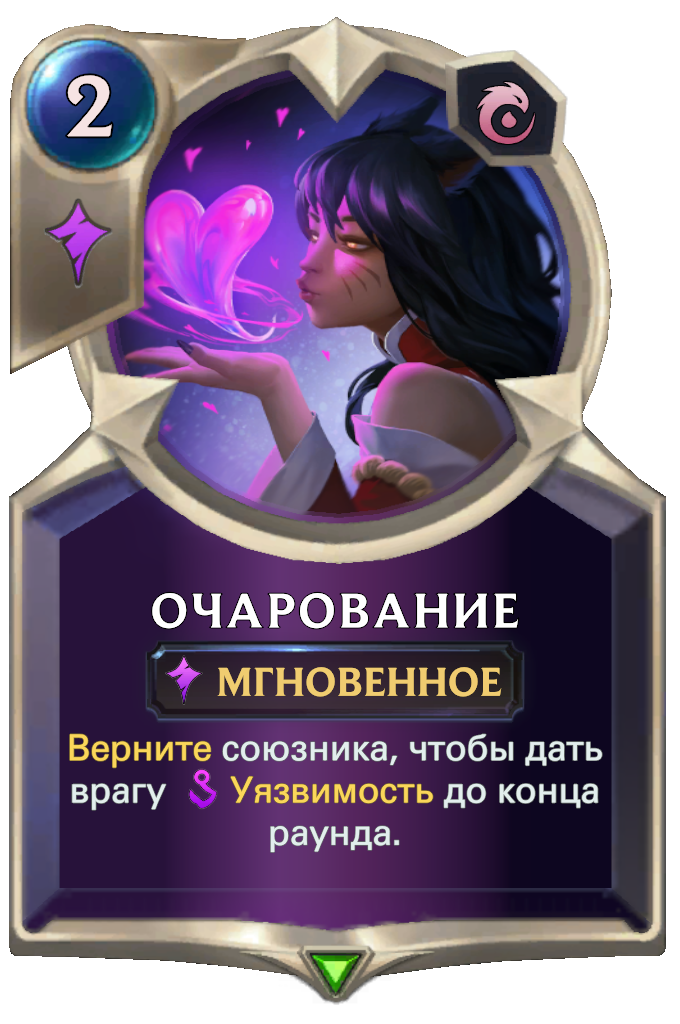 2
ОЧАРОВАНИЕ
МГНОВЕННОЕ
Верните союзника, чтобы дать
врагу Уязвимость до конца
раунда.